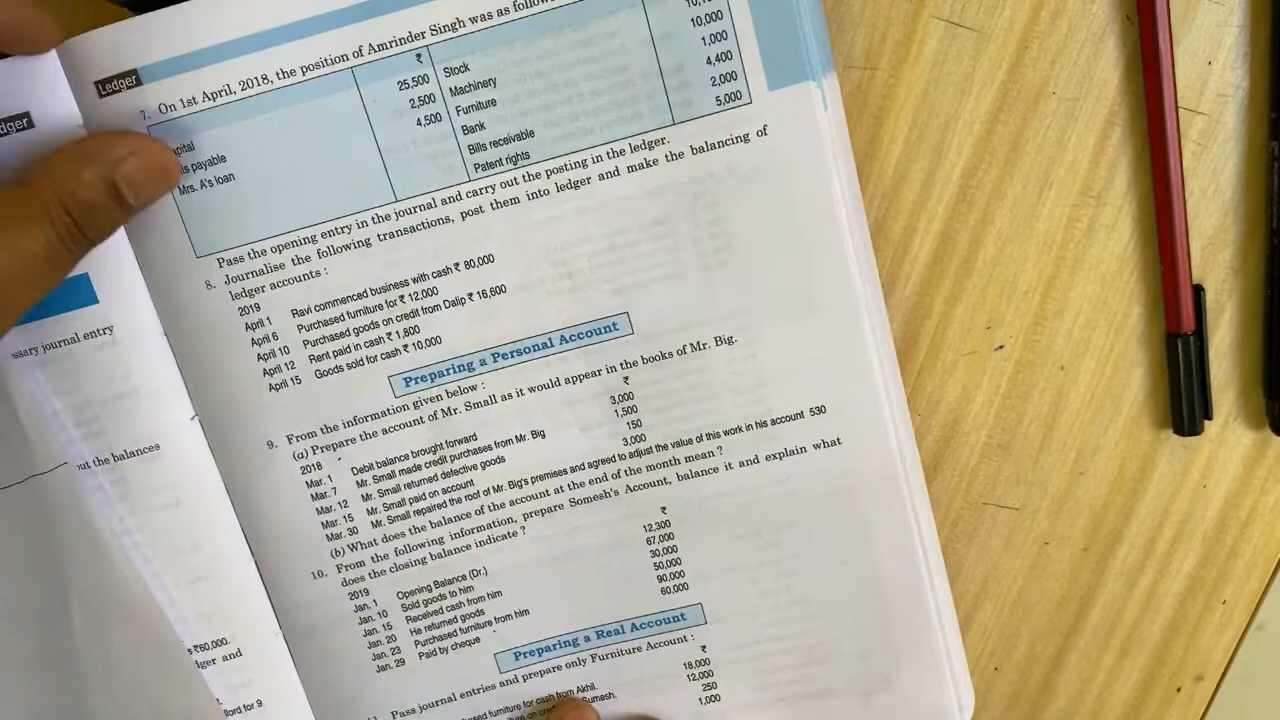 Ledger
7. On 1st April, 2018, the position of Amrinder Singh was as
₹
25,500 Stock
2,500 Machinery 10,000
4,500 Furniture 1,000
Bank 4,400
Bills receivable 2,000
Mrs. A's loan Patent rights 5,000
payable
Pass the opening entry in the journal and carry out the posting in the ledger.
8. Journalise the following transactions, post them into ledger and make the balancing of
ledger accounts :
2019
April 1 Ravi commenced business with cash ₹ 80,000
April 6 Purchased furniture for ₹ 12,000
April 10 Purchased goods on credit from Dalip ₹ 16,600
April 12 Rent paid in cash ₹ 1,800
April 15 Goods sold for cash ₹ 10,000
Preparing a Personal Account
9. From the information given below :
(a) Prepare the account of Mr. Small as it would appear in the books of Mr. Big.
2018 ₹
Mar. 1 Debit balance brought forward 3,000
Mar. 7 Mr. Small made credit purchases from Mr. Big 1,500
Mar. 12 Mr. Small returned defective goods 150
Mar. 15 Mr. Small paid on account 3,000
Mar. 30 Mr. Small repaired the roof of Mr. Big's premises and agreed to adjust the value of this work in his account 530
(b) What does the balance of the account at the end of the month mean ?
10. From the following information, prepare Somesh's Account, balance it and explain what
does the closing balance indicate ?
2019 ₹
Jan. 1 Opening Balance (Dr.) 12,300
Jan. 10 Sold goods to him 67,000
Jan. 15 Received cash from him 30,000
Jan. 20 He returned goods 50,000
Jan. 23 Purchased furniture from him 90,000
Jan. 29 Paid by cheque 60,000
Preparing a Real Account
Pass journal entries and prepare only Furniture Account :
₹
furniture for cash from Akhil. 18,000
on Sumesh. 12,000
250
1,000
journal entry
out the balances
₹60,000.
and
for 9